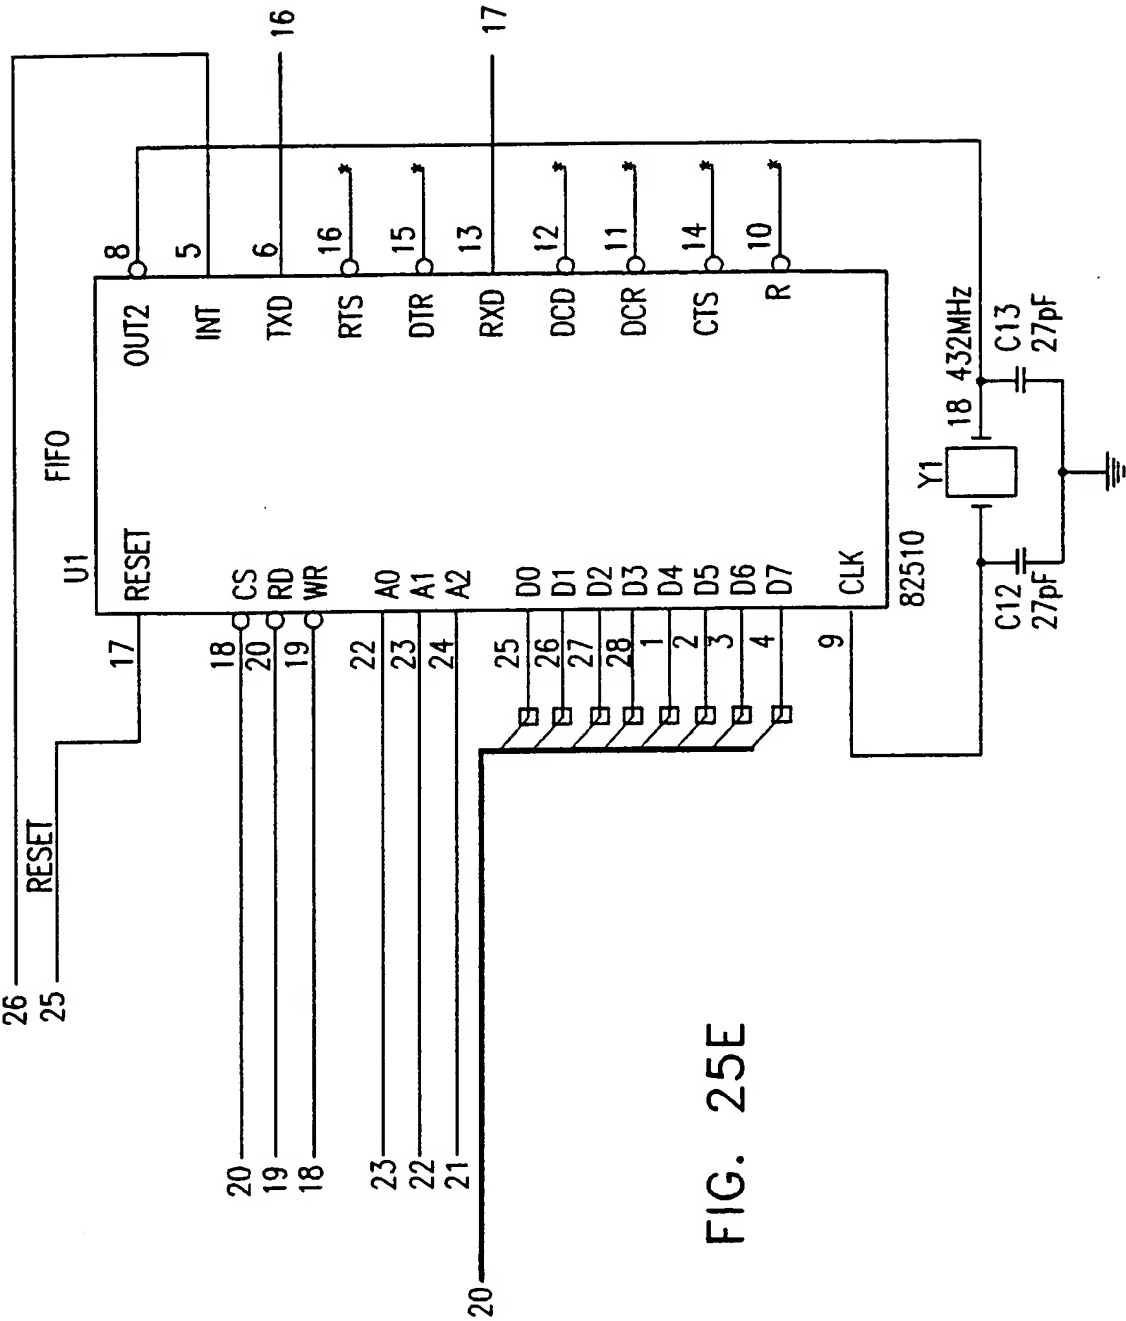 26
25
RESET
16
17
FIFO
U1
RESET
17
CS
18
RD
20
WR
19
A0
22
A1
23
A2
24
D0
25
D1
26
D2
27
D3
28
D4
1
D5
2
D6
3
D7
4
CLK
9
OUT2
8
INT
5
TXD
6
RTS
16
*
DTR
15
*
RXD
13
DCD
12
*
DCR
11
*
CTS
14
*
R
10
*
82510
Y1
18 432MHz
C12
27pF
C13
27pF
20
19
18
23
22
21
20
FIG. 25E